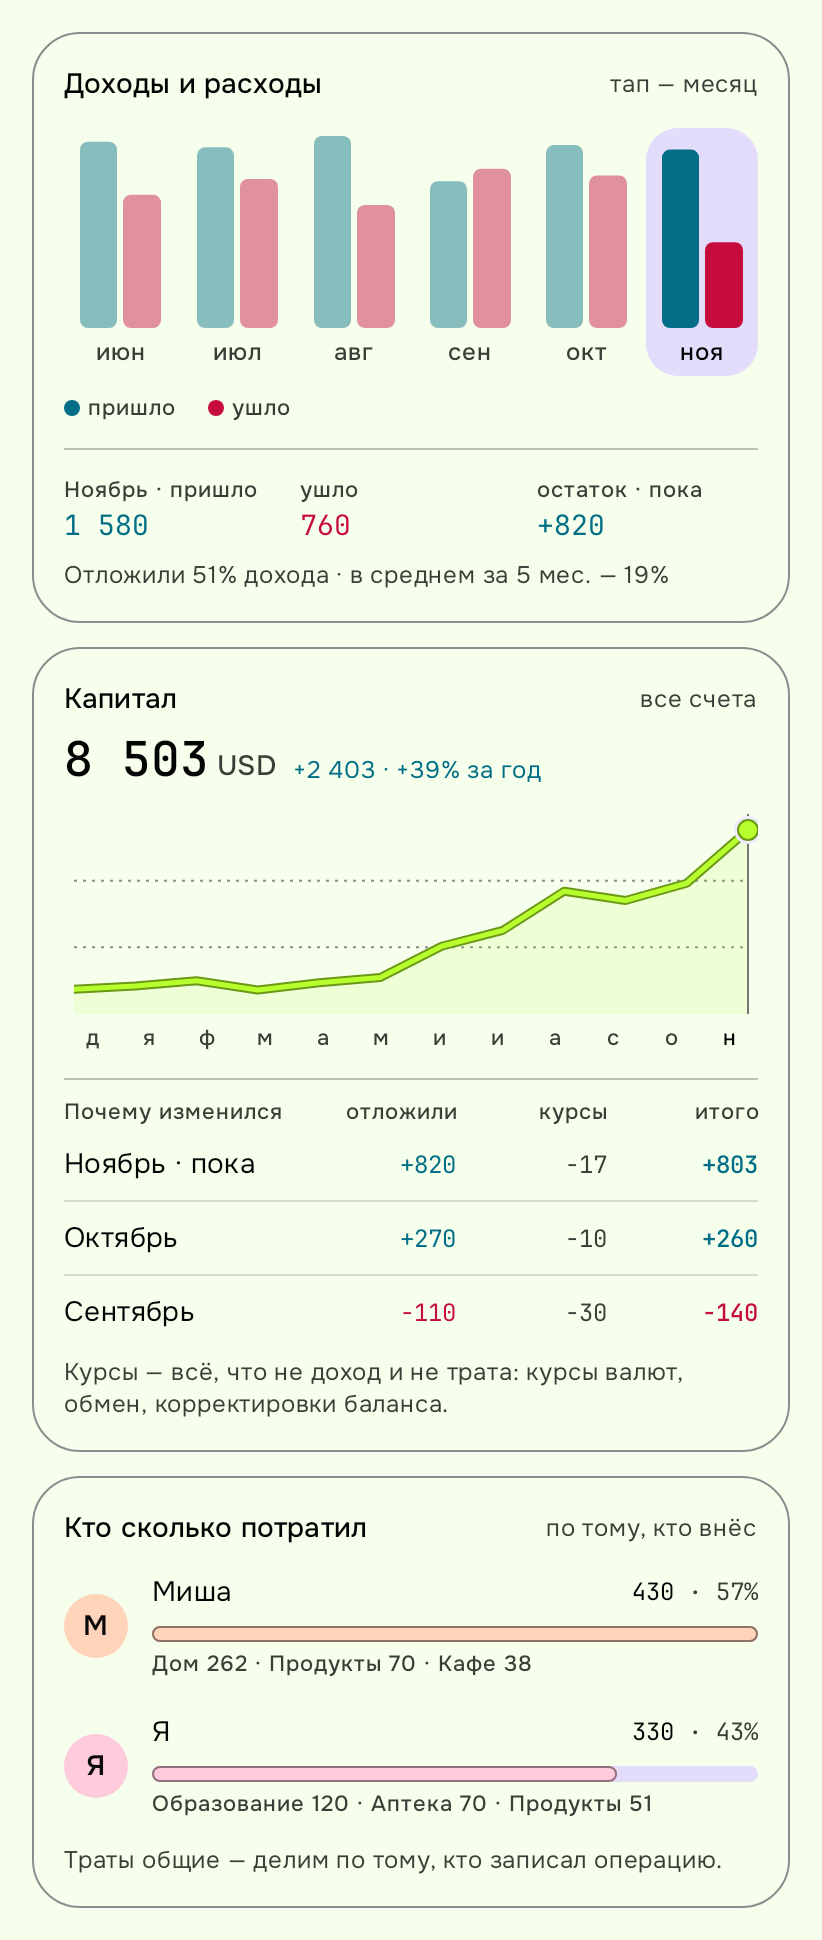 Доходы и расходы тап — месяц
июн июл авг сен окт ноя
пришло ушло
Ноябрь · пришло ушло остаток · пока
1 580 760 +820
Отложили 51% дохода · в среднем за 5 мес. — 19%
Капитал все счета
8 503 USD +2 403 · +39% за год
д я ф м а м и и а с о н
Почему изменился отложили курсы итого
Ноябрь · пока +820 -17 +803
Октябрь +270 -10 +260
Сентябрь -110 -30 -140
Курсы — всё, что не доход и не трата: курсы валют,
обмен, корректировки баланса.
Кто сколько потратил по тому, кто внёс
Миша 430 · 57%
М
Дом 262 · Продукты 70 · Кафе 38
Я 330 · 43%
Я
Образование 120 · Аптека 70 · Продукты 51
Траты общие — делим по тому, кто записал операцию.